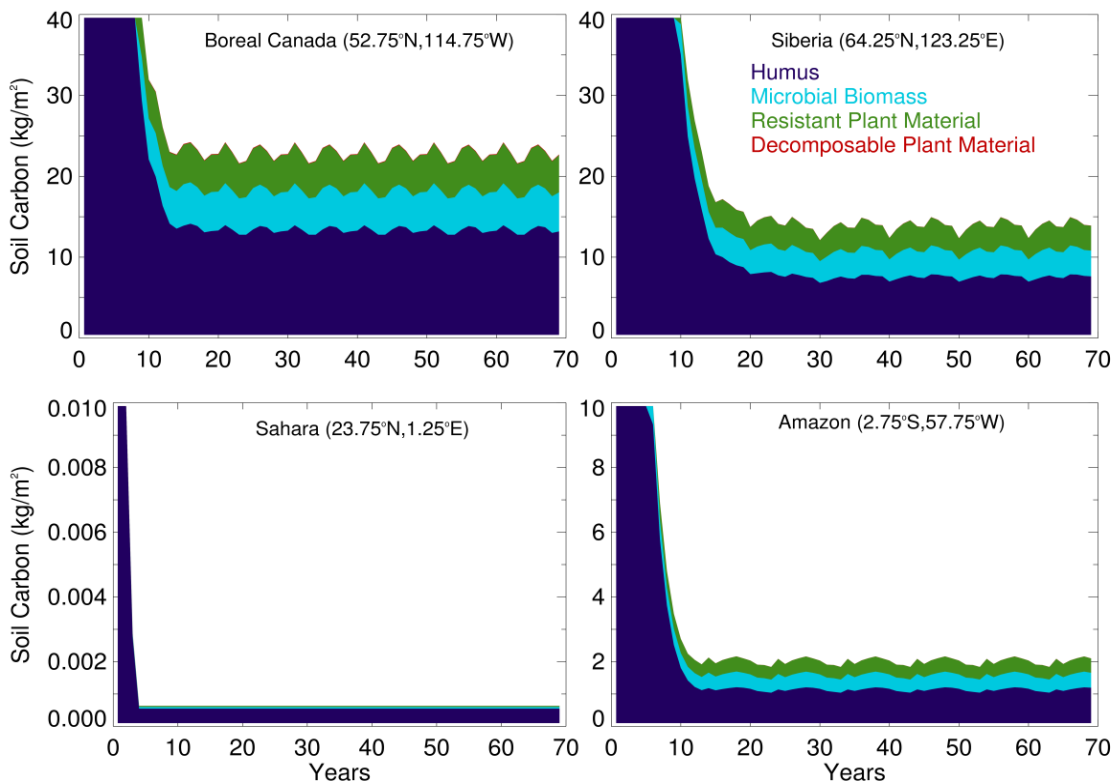 Boreal Canada (52.75°N,114.75°W)
Soil Carbon (kg/m²)
40
30
20
10
0
0 10 20 30 40 50 60 70
Siberia (64.25°N,123.25°E)
Humus
Microbial Biomass
Resistant Plant Material
Decomposable Plant Material
40
30
20
10
0
0 10 20 30 40 50 60 70
Sahara (23.75°N,1.25°E)
Soil Carbon (kg/m²)
0.010
0.008
0.006
0.004
0.002
0.000
0 10 20 30 40 50 60 70
Years
Amazon (2.75°S,57.75°W)
10
8
6
4
2
0
0 10 20 30 40 50 60 70
Years